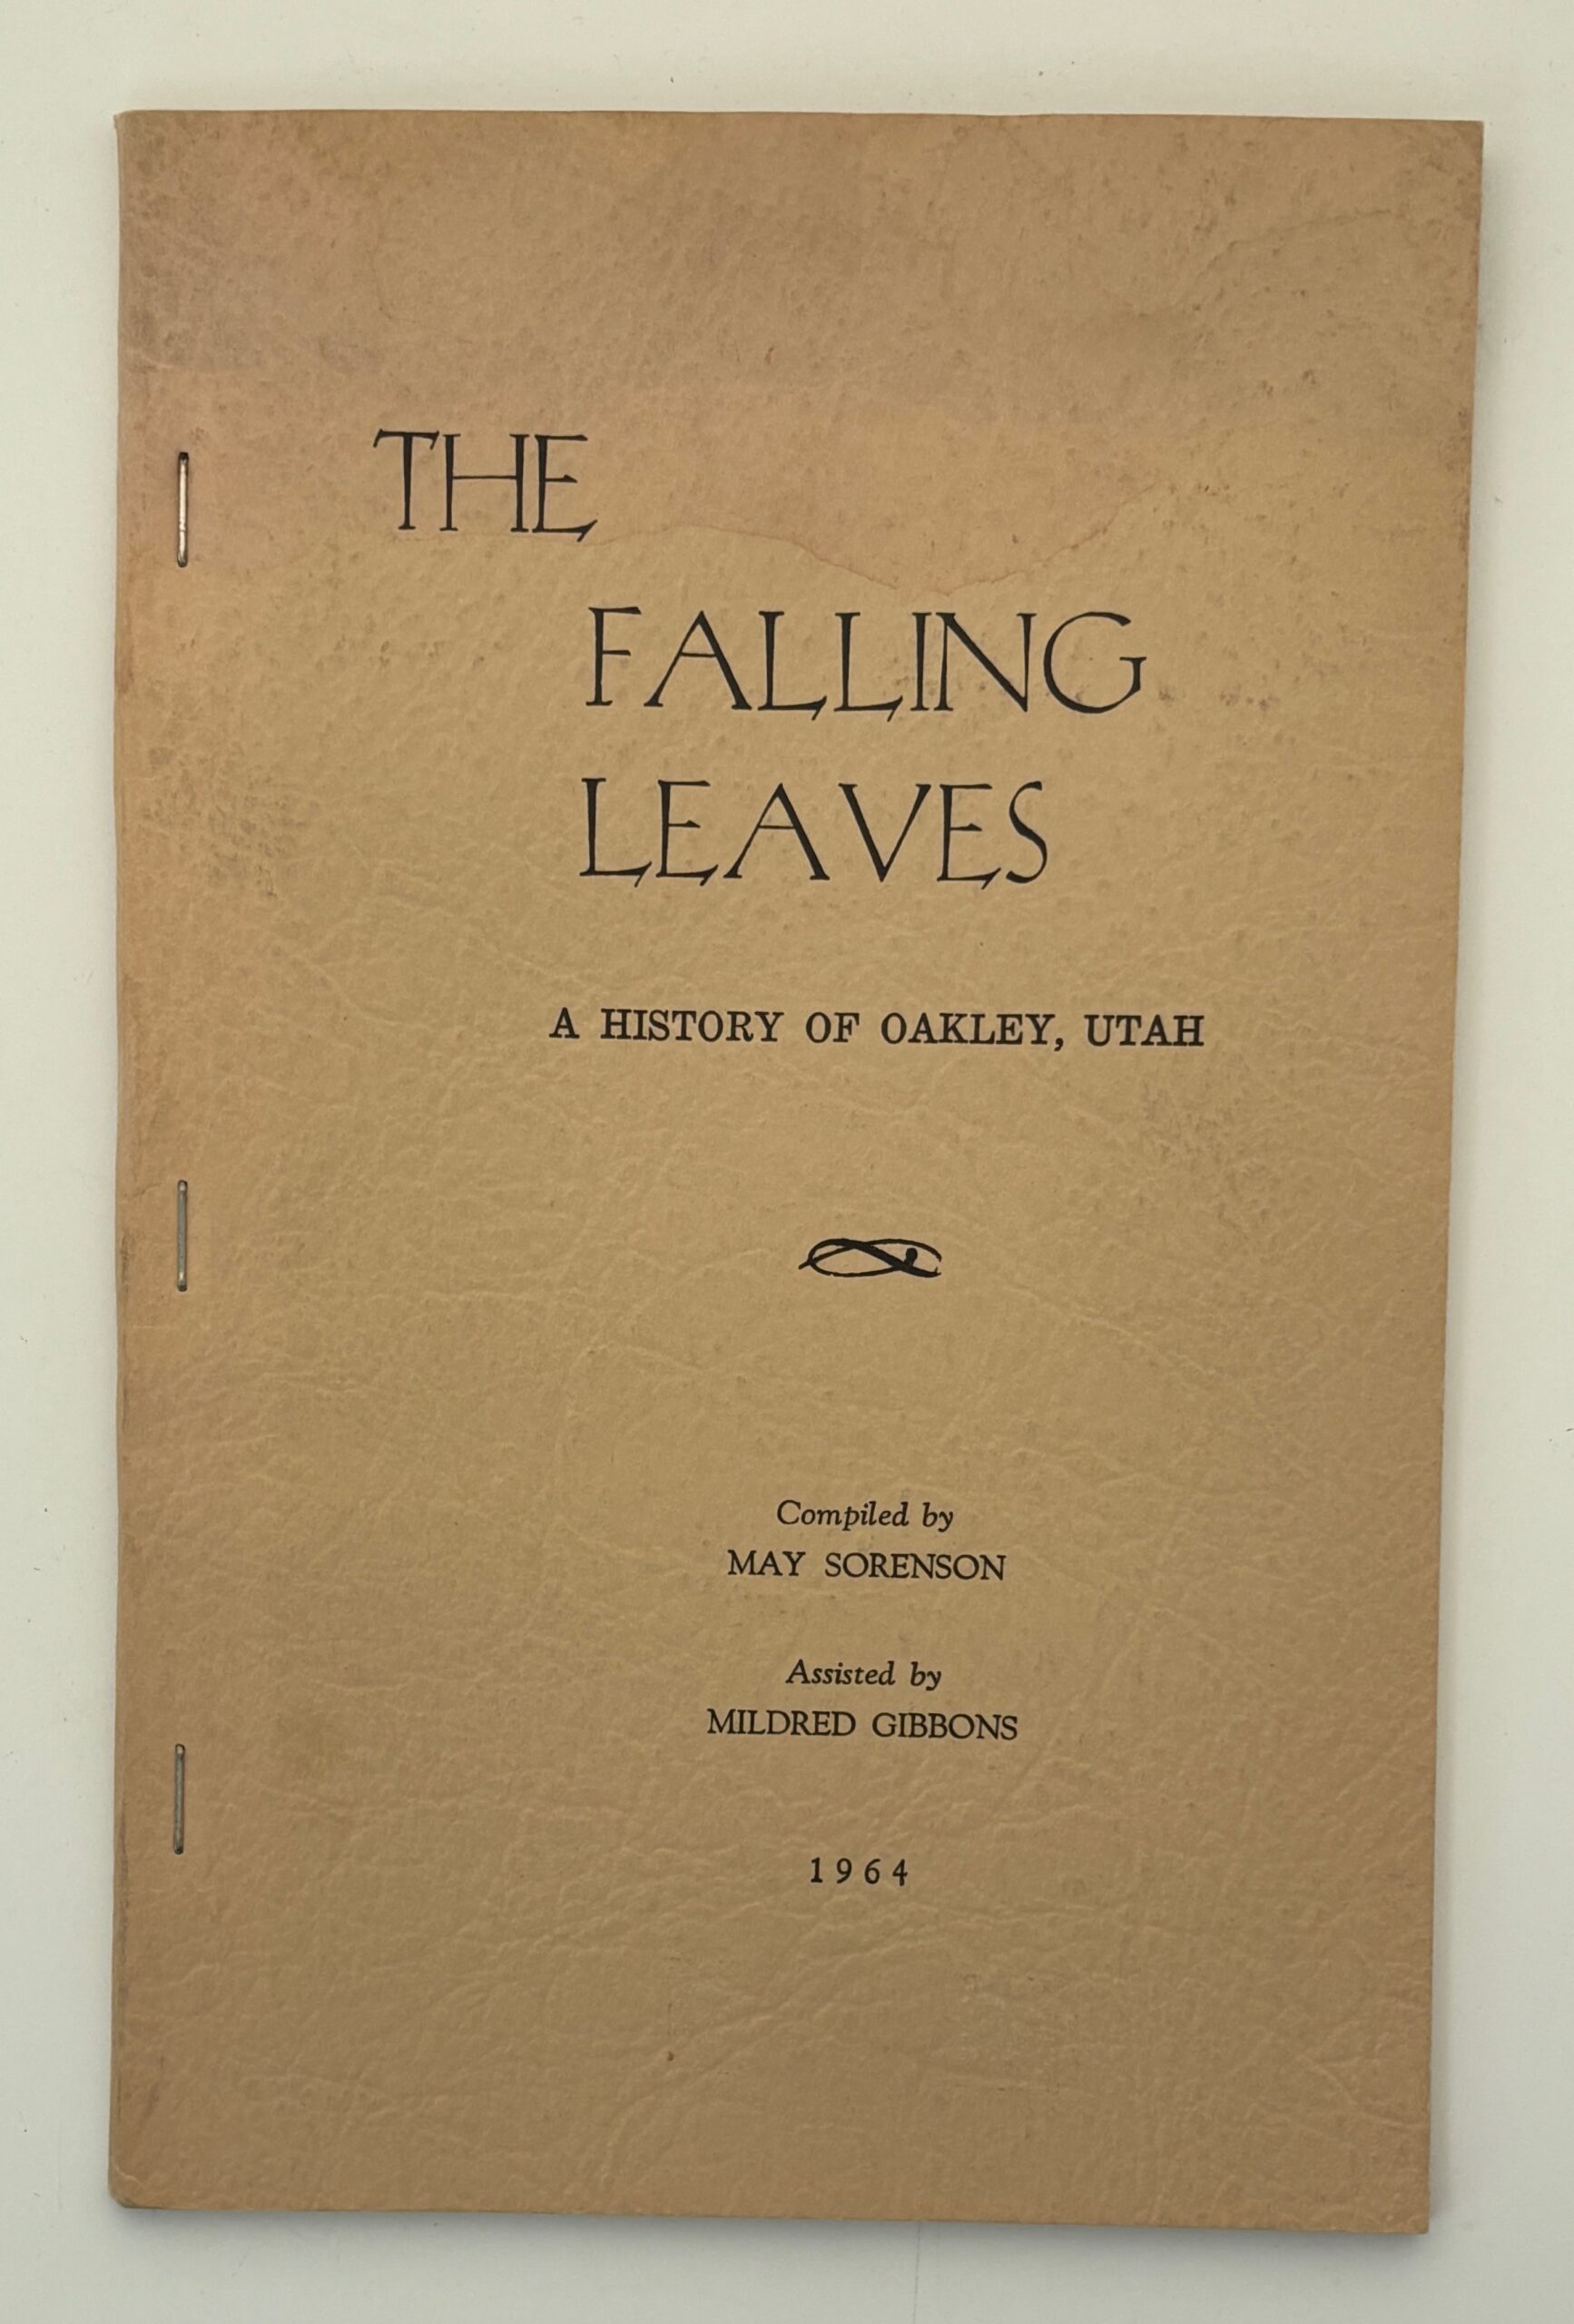 THE
FALLING
LEAVES
A HISTORY OF OAKLEY, UTAH
Compiled by
MAY SORENSON
Assisted by
MILDRED GIBBONS
1964